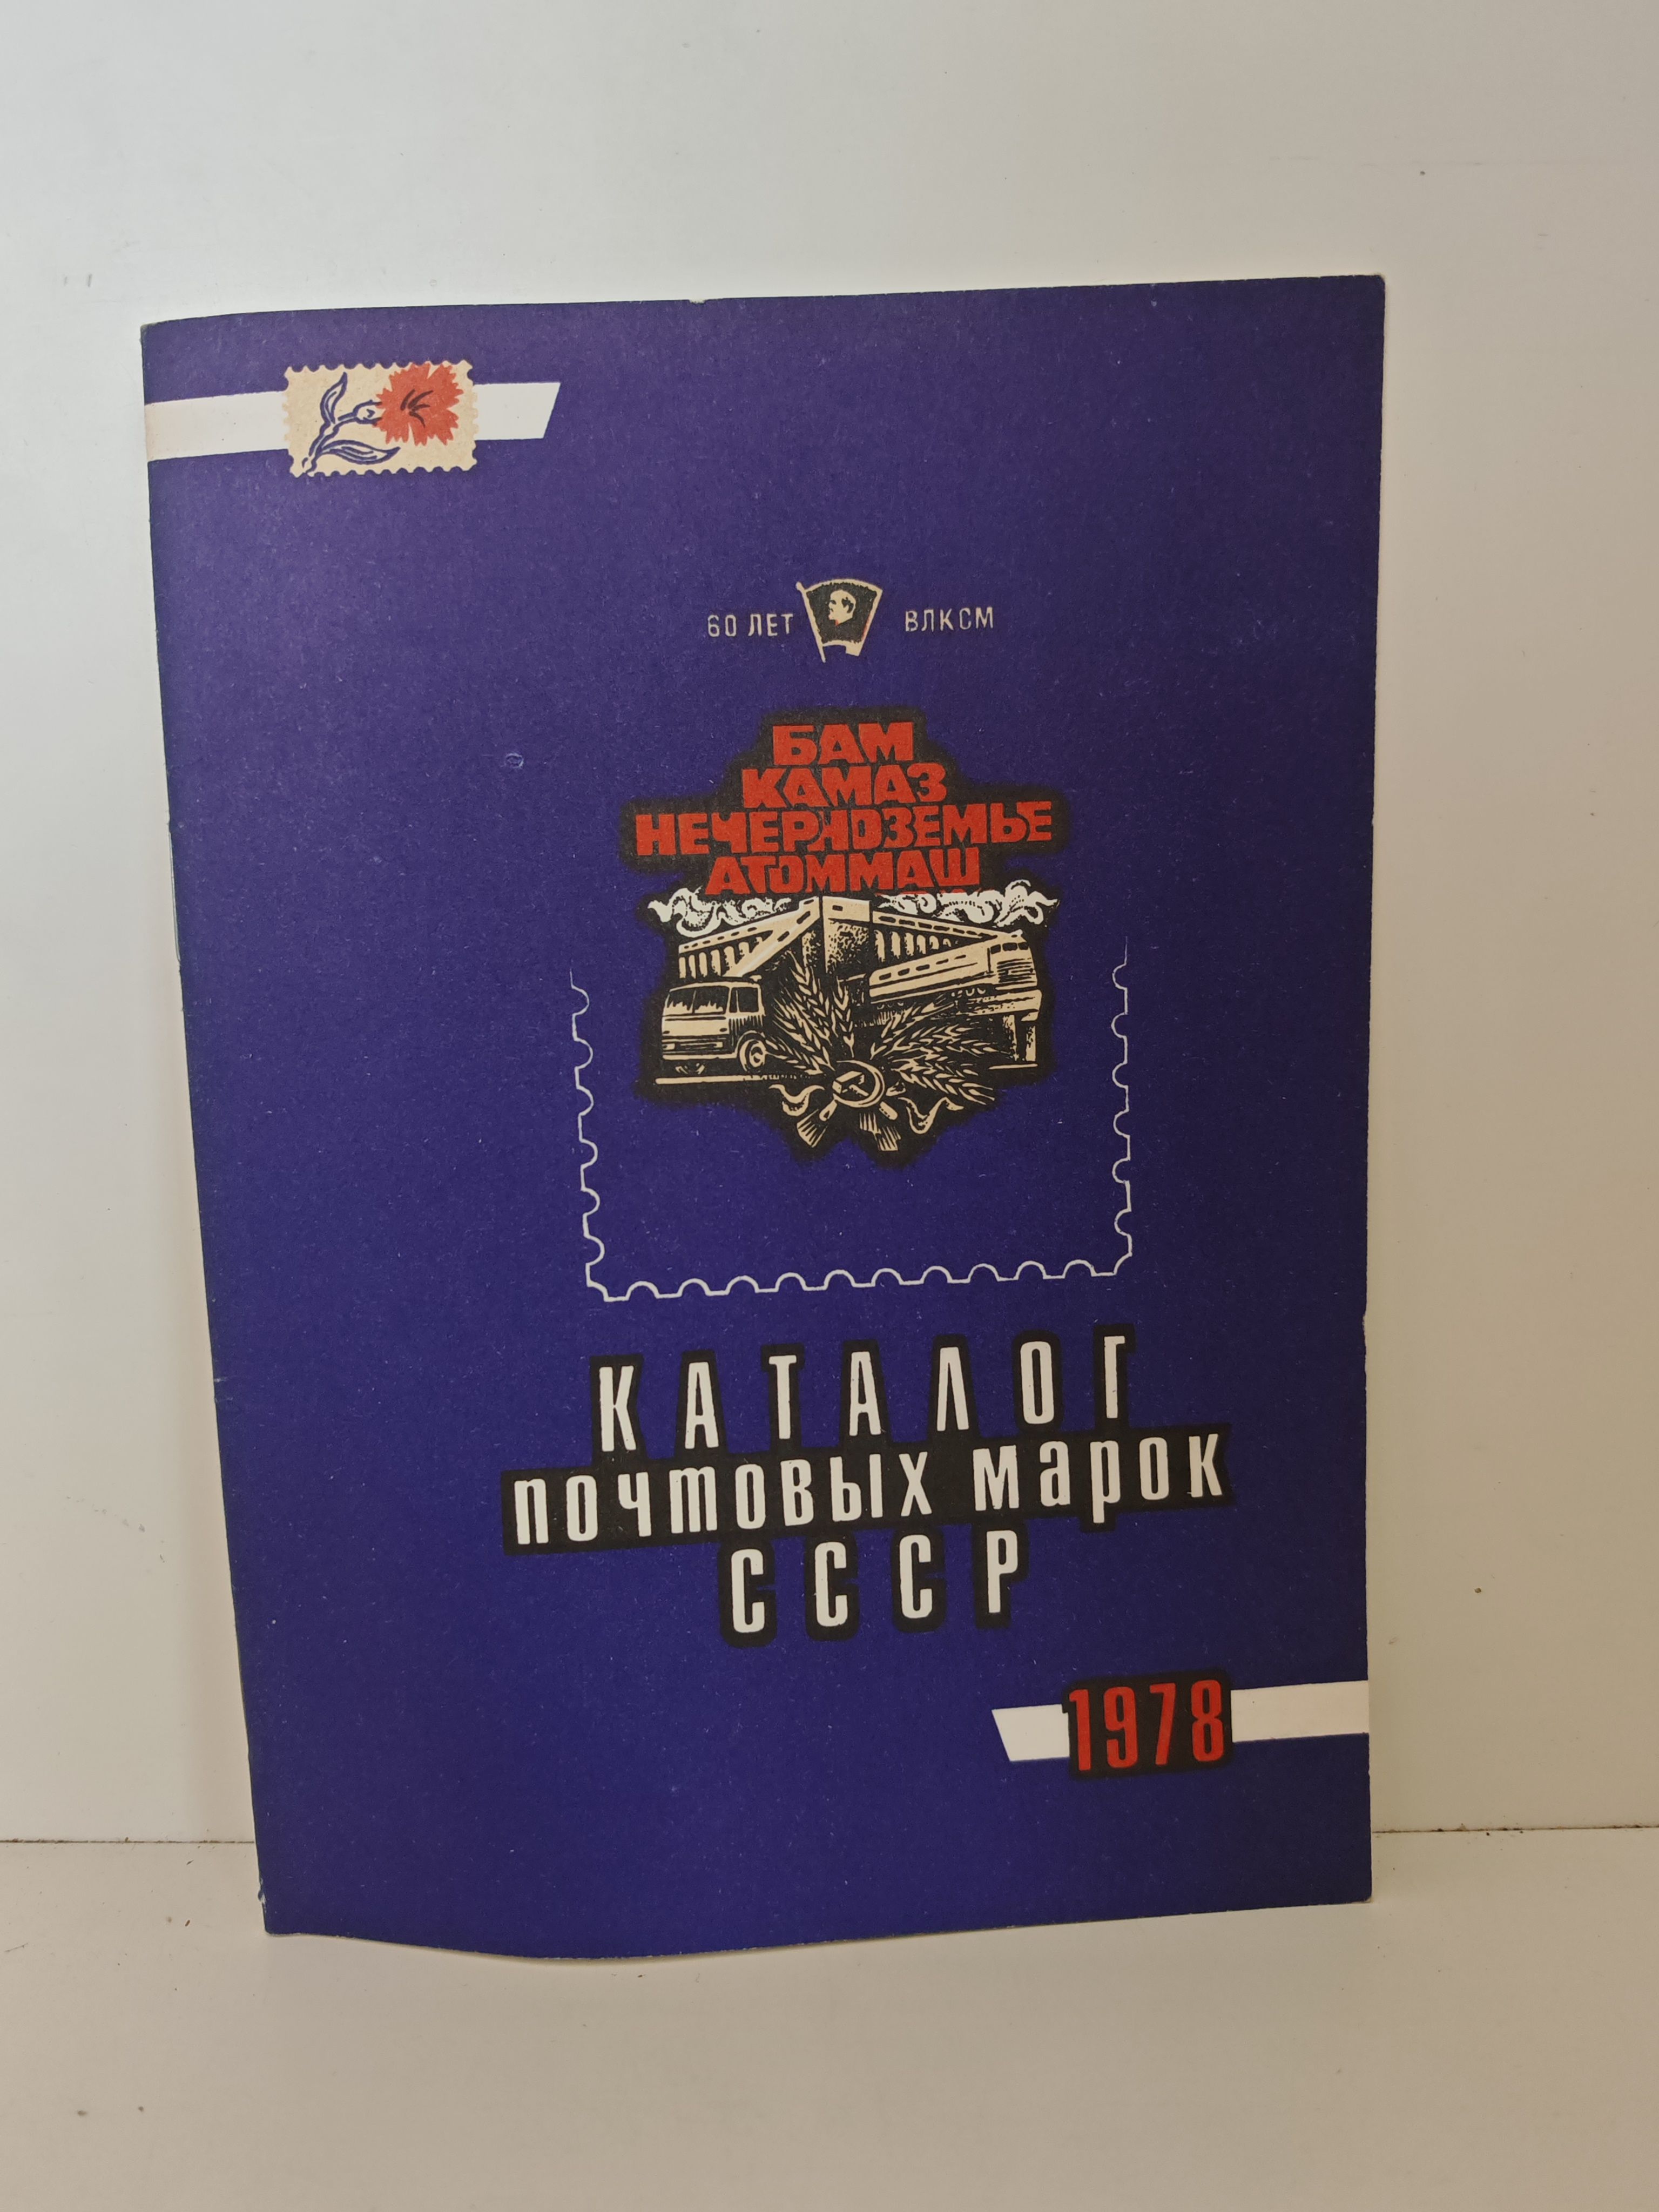 60 ЛЕТ ВЛКСМ
БАМ
КАМАЗ
НЕЧЕРНОЗЕМЬЕ
АТОММАШ
КАТАЛОГ
почтовых марок
СССР
1978